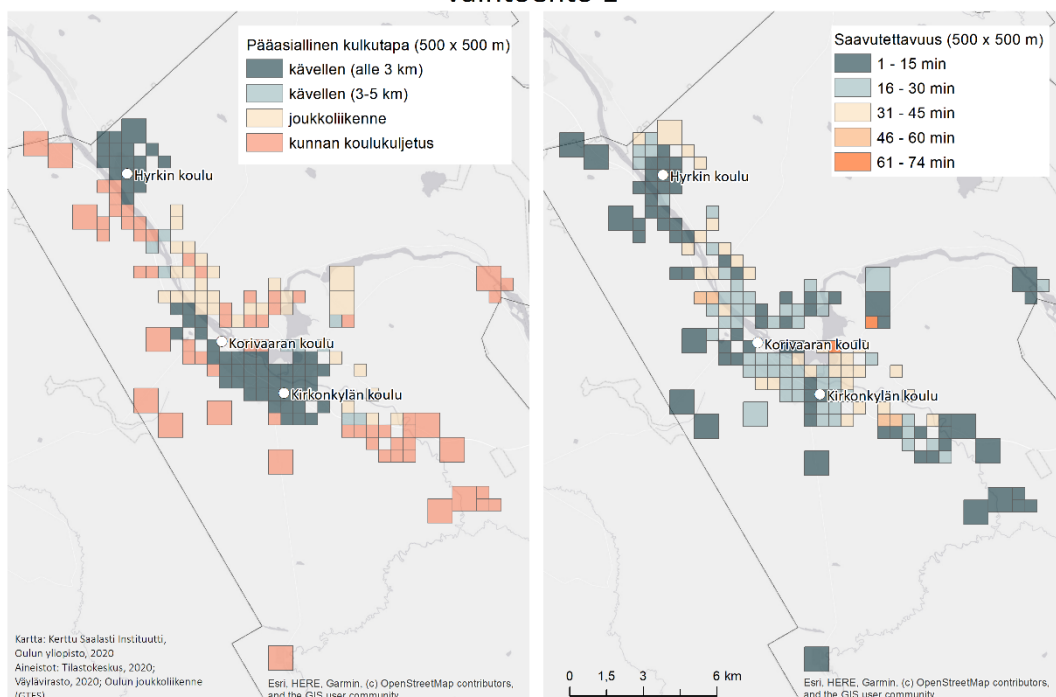 Pääasiallinen kulkutapa (500 x 500 m)
kävellen (alle 3 km)
kävellen (3-5 km)
joukkoliikenne
kunnan koulukuljetus
Hyrkin koulu
Korivaaran koulu
Kirkonkylän koulu
Kartta: Kerttu Saalasti Instituutti,
Oulun yliopisto, 2020
Aineistot: Tilastokeskus, 2020;
Väylävirasto, 2020; Oulun joukkoliikenne
(GTFS)
Esri, HERE, Garmin, (c) OpenStreetMap contributors,
and the GIS user community
Saavutettavuus (500 x 500 m)
1 - 15 min
16 - 30 min
31 - 45 min
46 - 60 min
61 - 74 min
Hyrkin koulu
Korivaaran koulu
Kirkonkylän koulu
0 1,5 3 6 km
Esri, HERE, Garmin, (c) OpenStreetMap contributors,
and the GIS user community